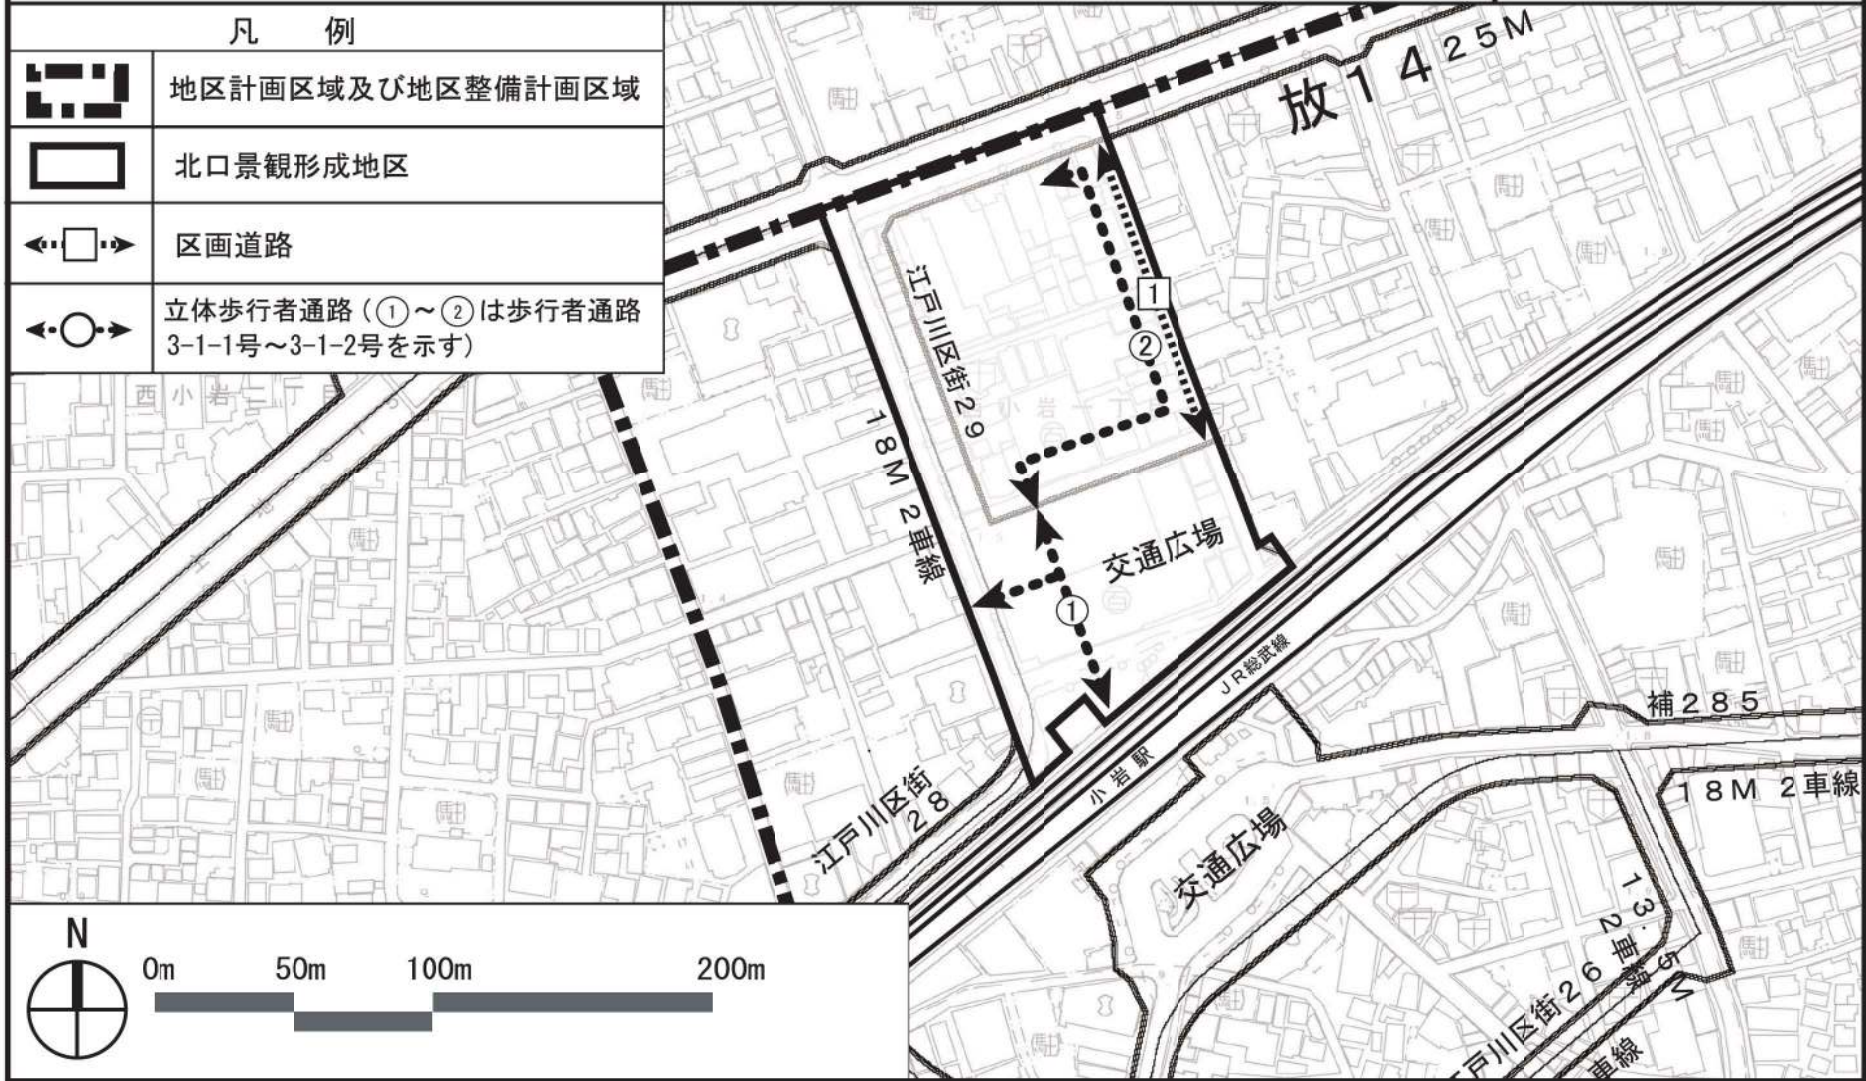 凡 例
地区計画区域及び地区整備計画区域
北口景観形成地区
区画道路
立体歩行者通路（①～②は歩行者通路
3-1-1号～3-1-2号を示す）
放14 25M
1
②
江戸川区街29
18M 2車線
交通広場
①
西小岩二丁目
JR総武線
小岩駅
江戸川区街28
補285
18M 2車線
交通広場
13.5M
2車線
戸川区街26
車線
N
0m 50m 100m 200m